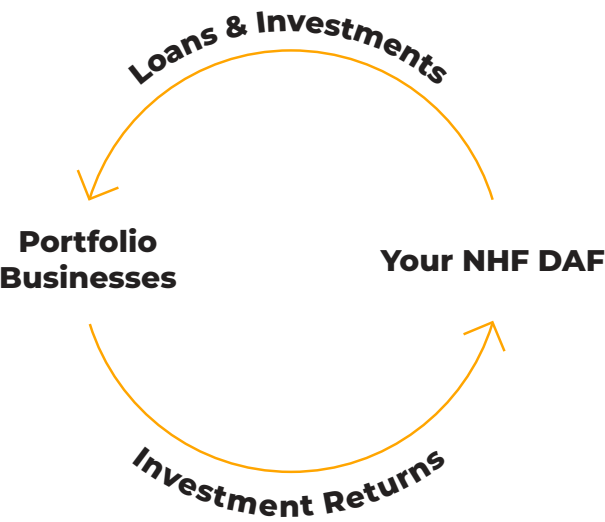 Loans & Investments
Portfolio
Businesses
Your NHF DAF
Investment Returns